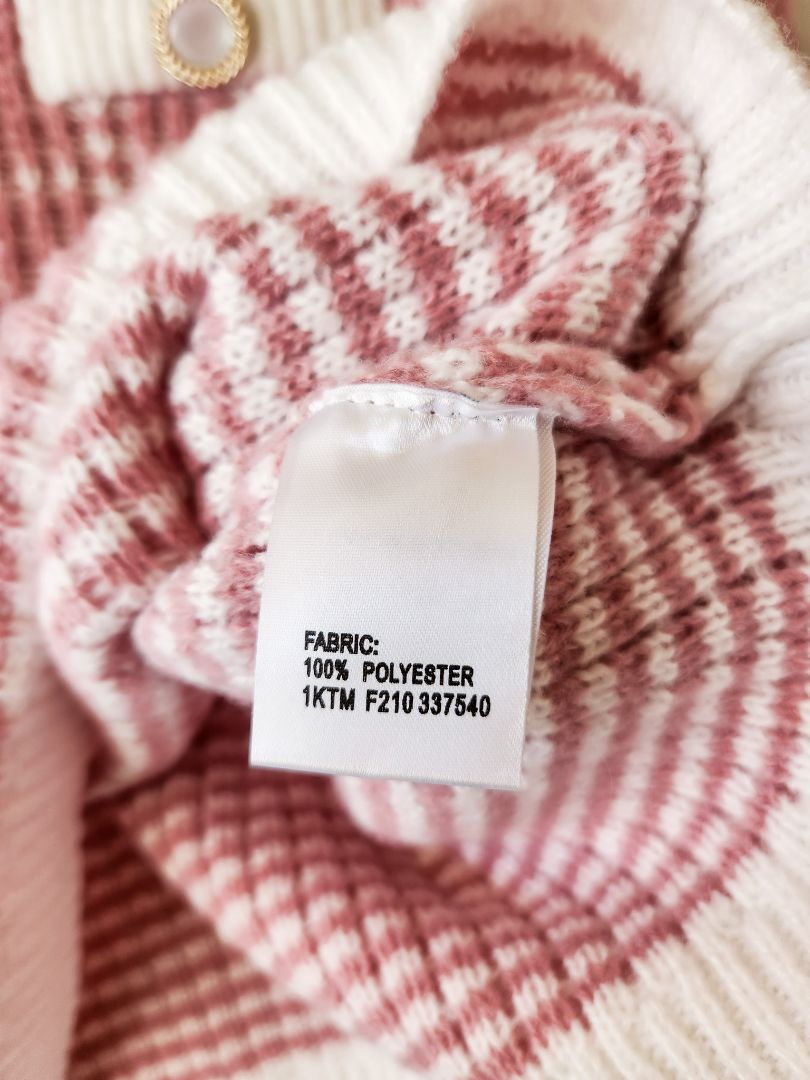 FABRIC:
100% POLYESTER
1KTM F210 337540